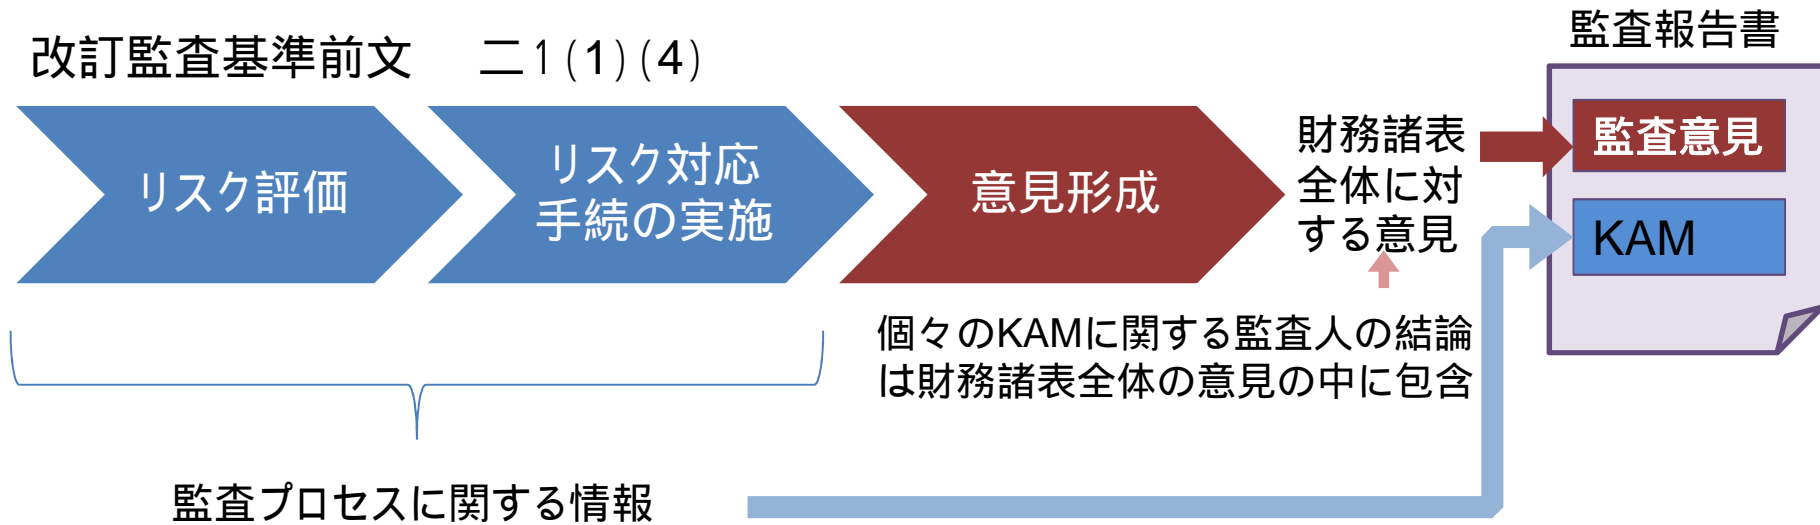 監査報告書
改訂監査基準前文 二1(1)(4)
リスク評価
リスク対応
手続の実施
意見形成
財務諸表
全体に対
する意見
監査意見
KAM
個々のKAMに関する監査人の結論
は財務諸表全体の意見の中に包含
監査プロセスに関する情報